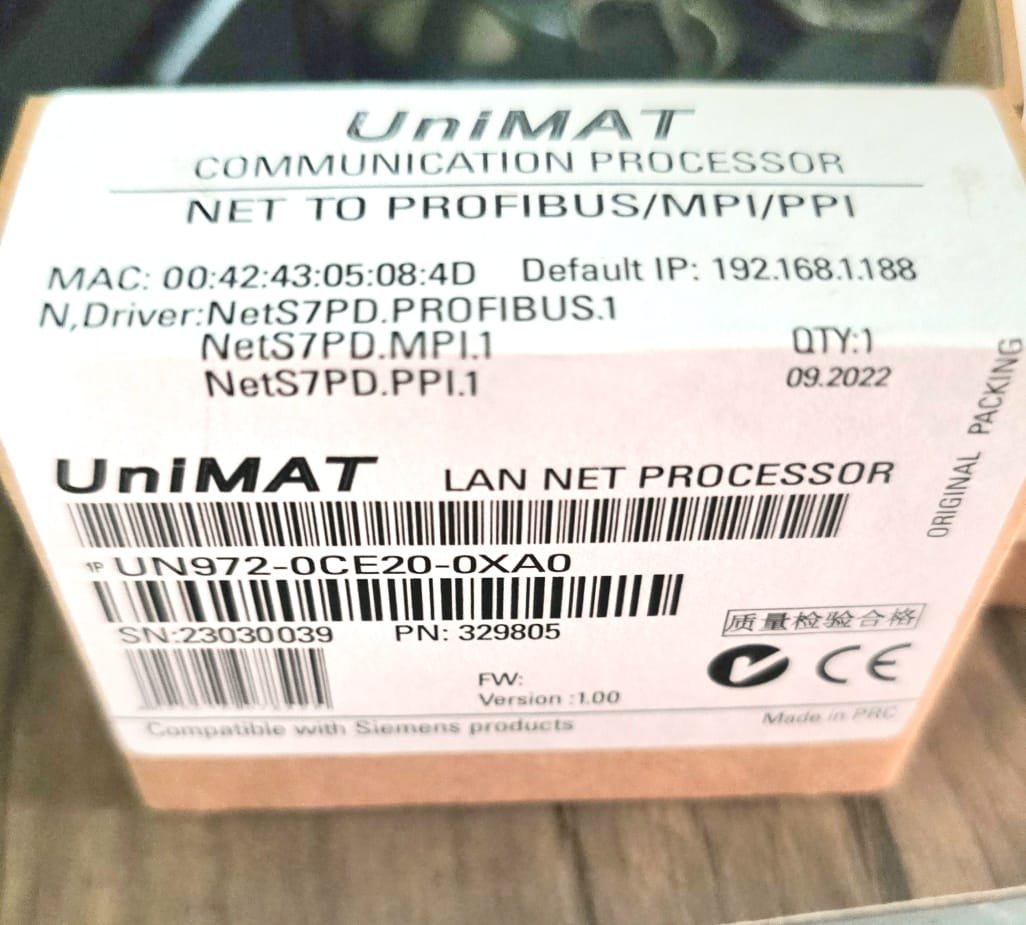 UniMAT
COMMUNICATION PROCESSOR
NET TO PROFIBUS/MPI/PPI
MAC: 00:42:43:05:08:4D Default IP: 192.168.1.188
N,Driver:NetS7PD.PROFIBUS.1
NetS7PD.MPI.1 QTY:1
NetS7PD.PPI.1 09.2022
ORIGINAL PACKING
UniMAT LAN NET PROCESSOR
1P UN972-0CE20-0XA0
SN:23030039 PN: 329805
质量检验合格
CE
FW:
Version :1.00
Compatible with Siemens products Made in PRC